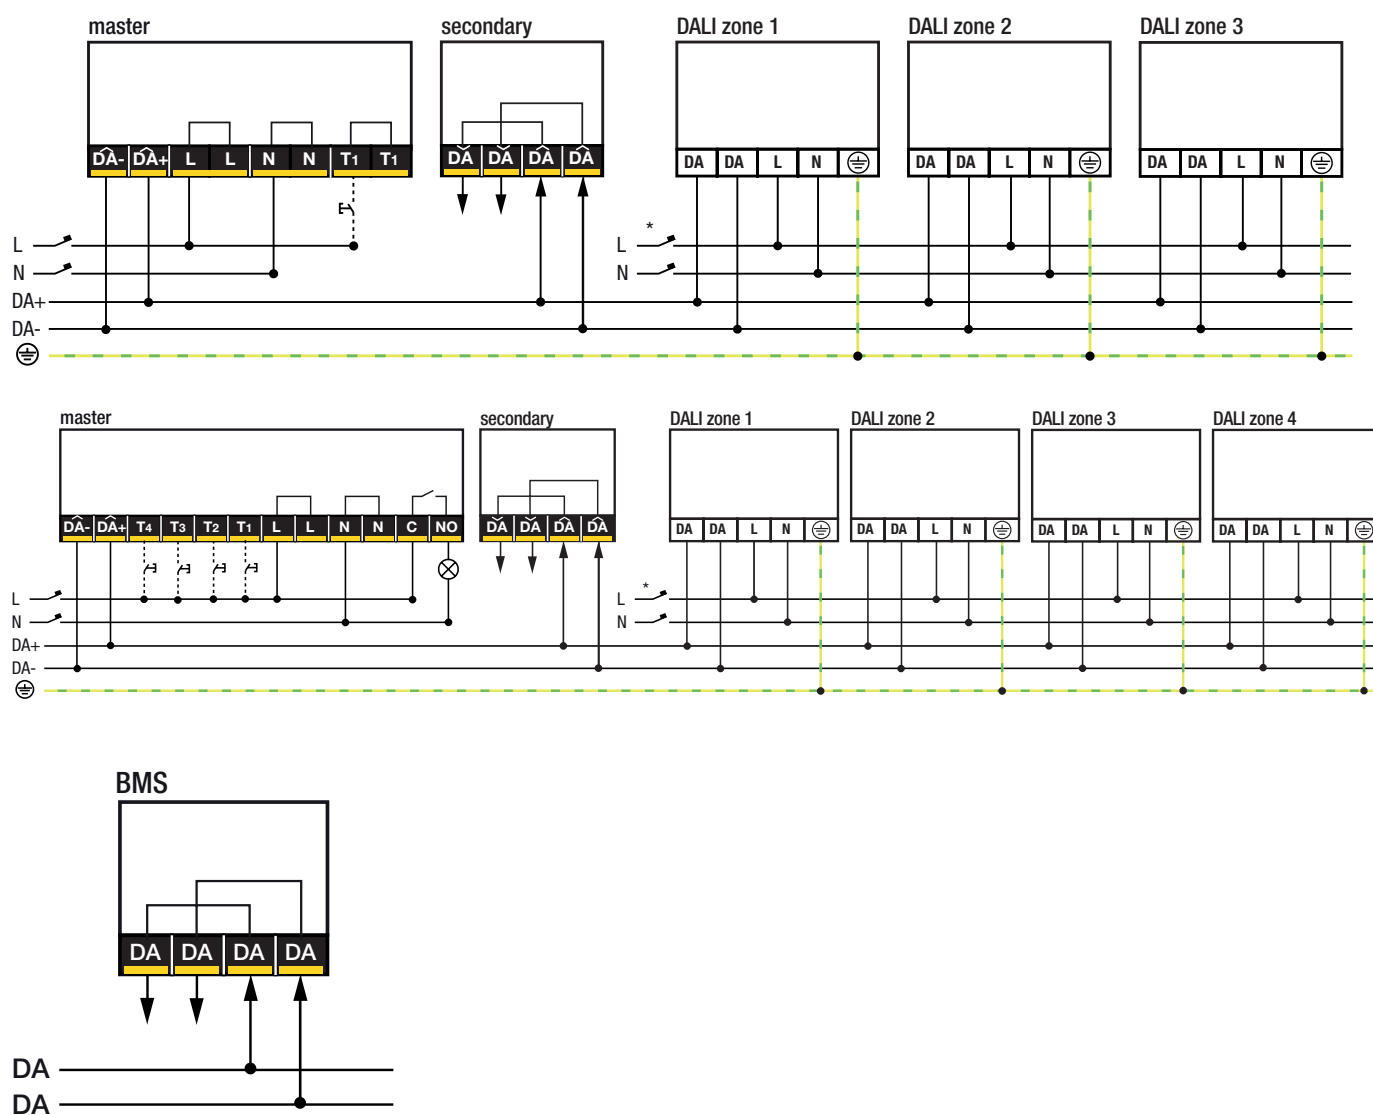 master secondary DALI zone 1 DALI zone 2 DALI zone 3
DA- DA+ L L N N T1 T1 DA DA DA DA DA DA L N DA DA L N DA DA L N
*
L L
N N
DA+
DA-
master secondary DALI zone 1 DALI zone 2 DALI zone 3 DALI zone 4
DA- DA+ T4 T3 T2 T1 L L N N C NO DA DA DA DA DA DA L N DA DA L N DA DA L N DA DA L N
*
L L
N N
DA+
DA-
BMS
DA DA DA DA
DA
DA